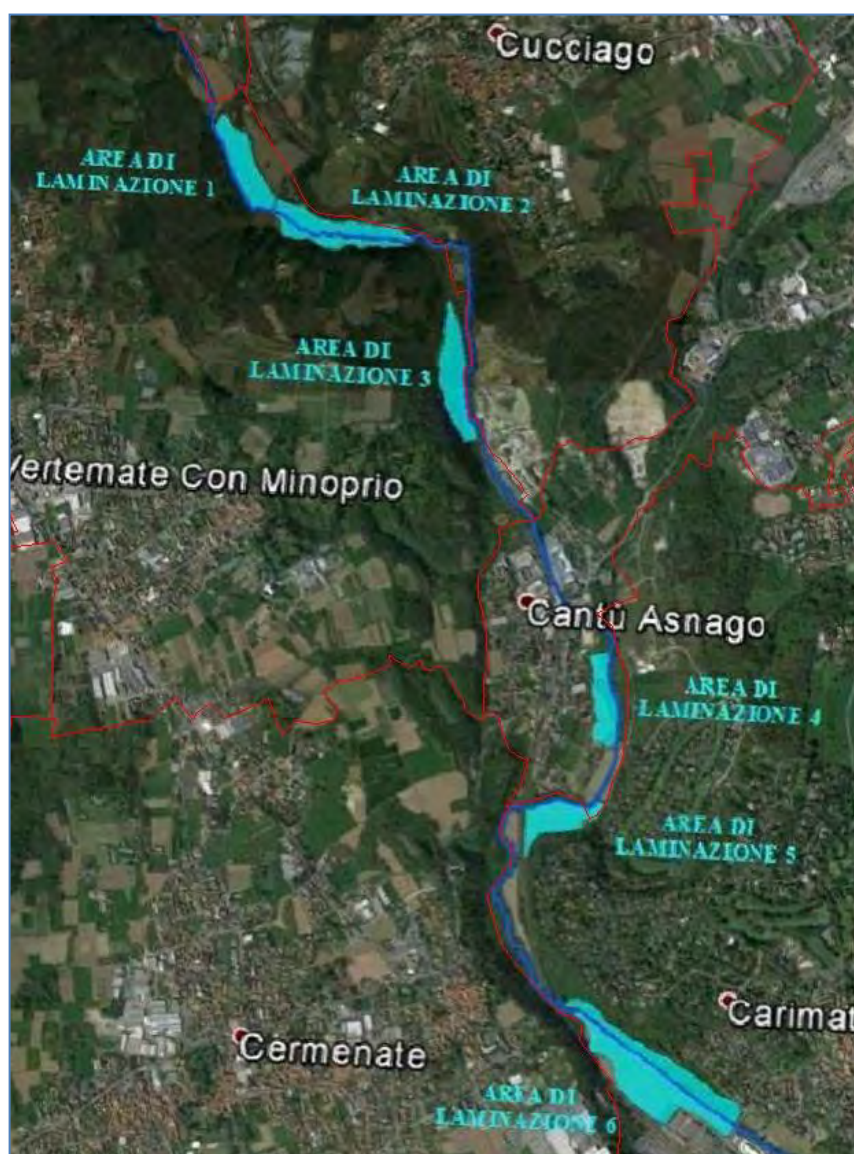 Cucciago
AREA DI
LAMINAZIONE 1
AREA DI
LAMINAZIONE 2
AREA DI
LAMINAZIONE 3
Vertemate Con Minoprio
Cantù Asnago
AREA DI
LAMINAZIONE 4
AREA DI
LAMINAZIONE 5
Carimat
Cermenate
AREA DI
LAMINAZIONE 6